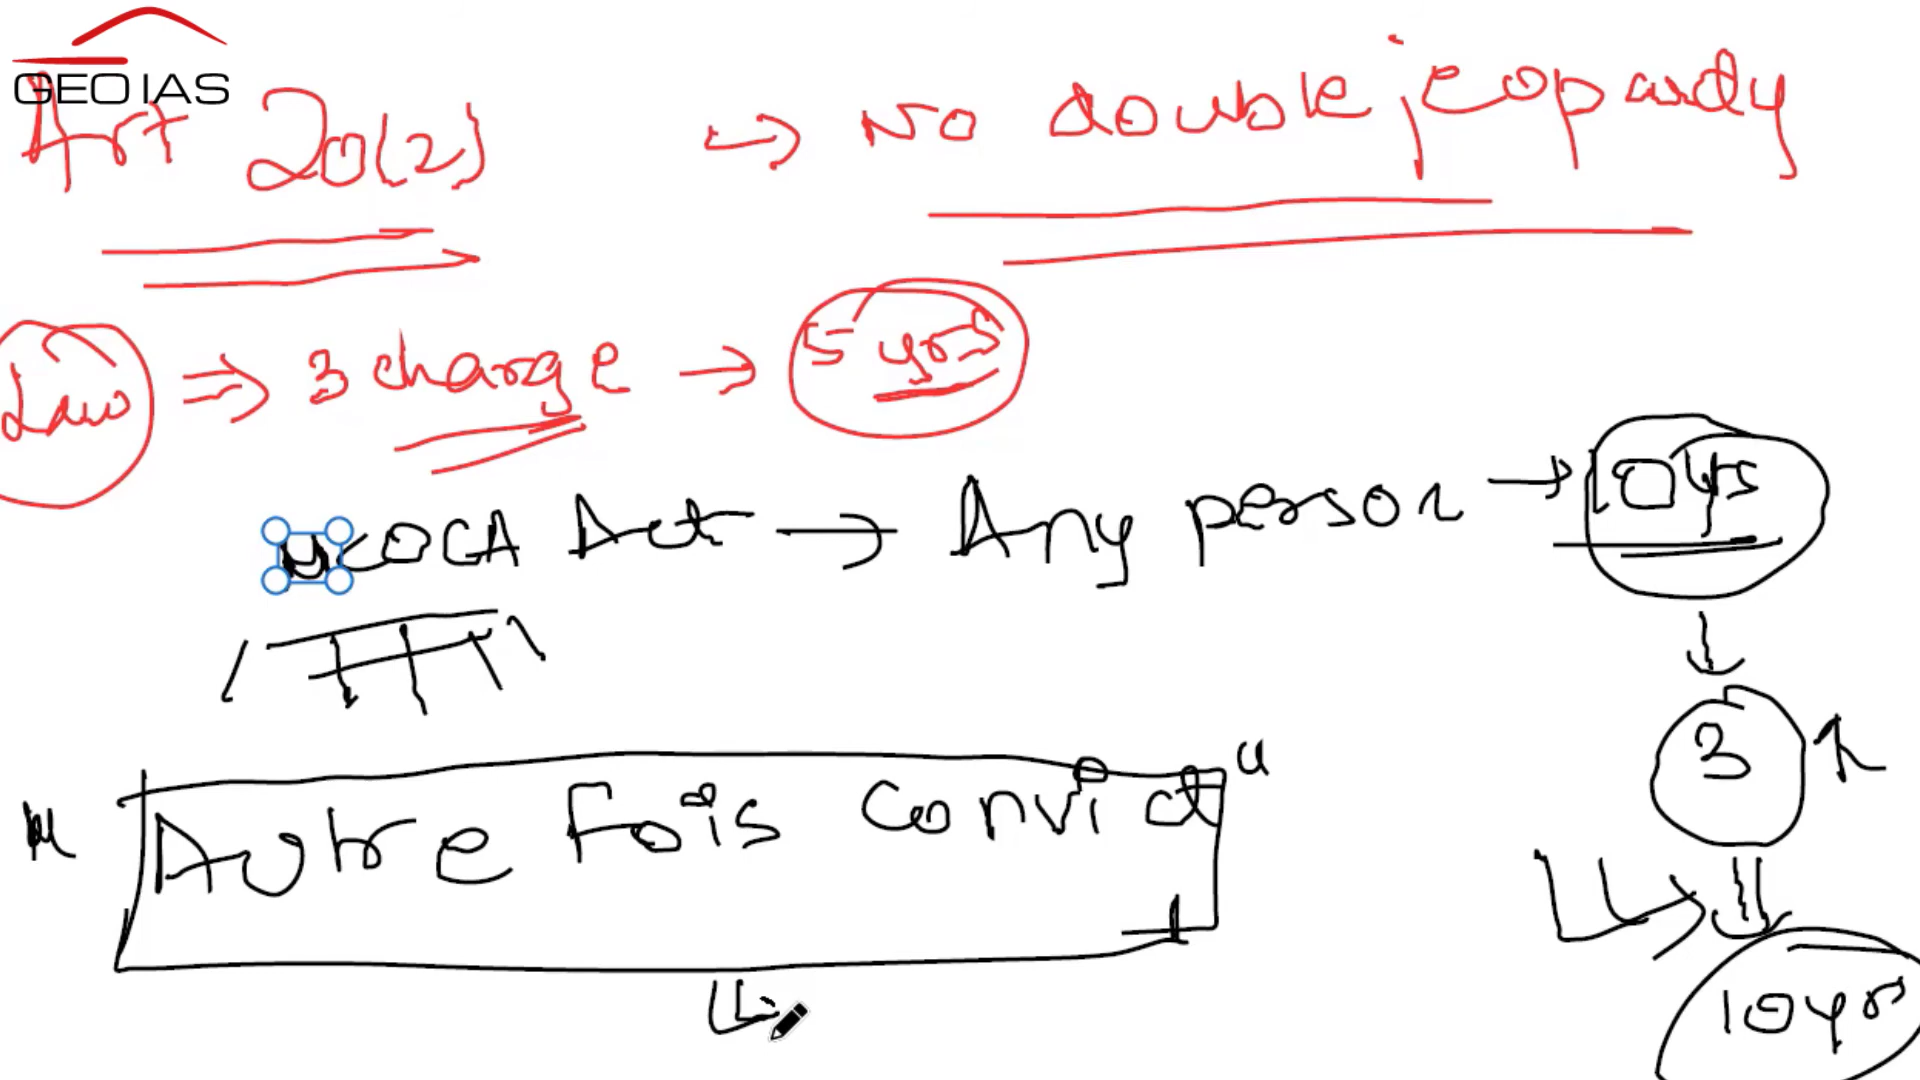 GEO IAS
Art 20(2) → No double jeopardy
Law ⇒ 3 charge → 5 yrs
UCOCA Act → Any person → 10 yrs
3
Autre Fois Convict
10 yrs